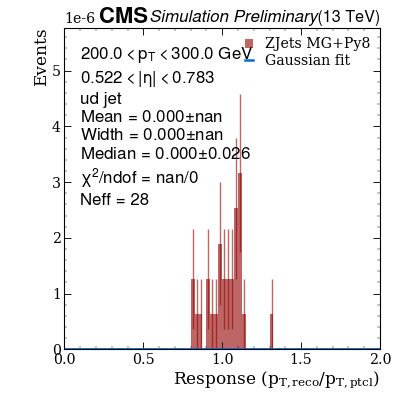 1e-6 CMS Simulation Preliminary (13 TeV)
Events
ZJets MG+Py8
Gaussian fit
200.0 < p_T < 300.0 GeV
0.522 < |η| < 0.783
ud jet
Mean = 0.000±nan
Width = 0.000±nan
Median = 0.000±0.026
χ²/ndof = nan/0
Neff = 28
5
4
3
2
1
0
0.0 0.5 1.0 1.5 2.0
Response (p_T,reco/p_T,ptcl)